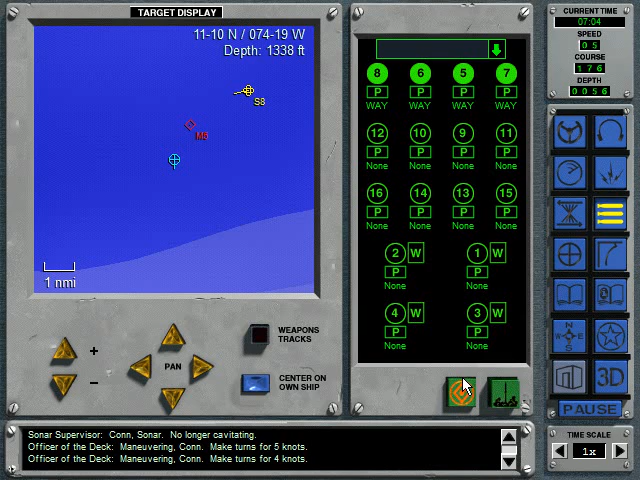 TARGET DISPLAY
11-10 N / 074-19 W
Depth: 1338 ft
S8
M5
1 nmi
+
PAN
−
WEAPONS
TRACKS
CENTER ON
OWN SHIP
8 6 5 7
P P P P
WAY WAY WAY WAY
12 10 9 11
P P P P
None None None None
16 14 13 15
P P P P
None None None None
2 W 1 W
P P
None None
4 W 3 W
P P
None None
CURRENT TIME
07:04
SPEED
05
COURSE
176
DEPTH
0056
N
W E
S
3D
PAUSE
TIME SCALE
1x
Sonar Supervisor: Conn, Sonar. No longer cavitating.
Officer of the Deck: Maneuvering, Conn. Make turns for 5 knots.
Officer of the Deck: Maneuvering, Conn. Make turns for 4 knots.